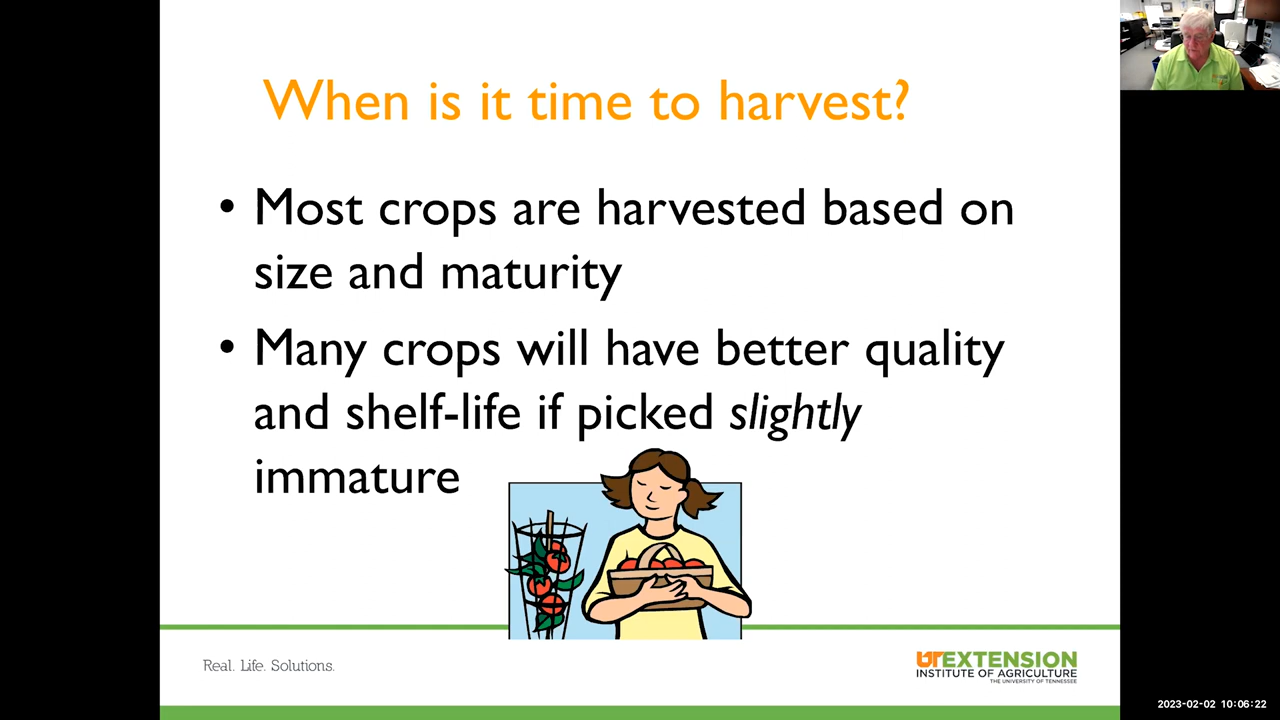 When is it time to harvest?
• Most crops are harvested based on
size and maturity
• Many crops will have better quality
and shelf-life if picked slightly
immature
Real. Life. Solutions.
UT EXTENSION
INSTITUTE OF AGRICULTURE
THE UNIVERSITY OF TENNESSEE
2023-02-02 10:06:22